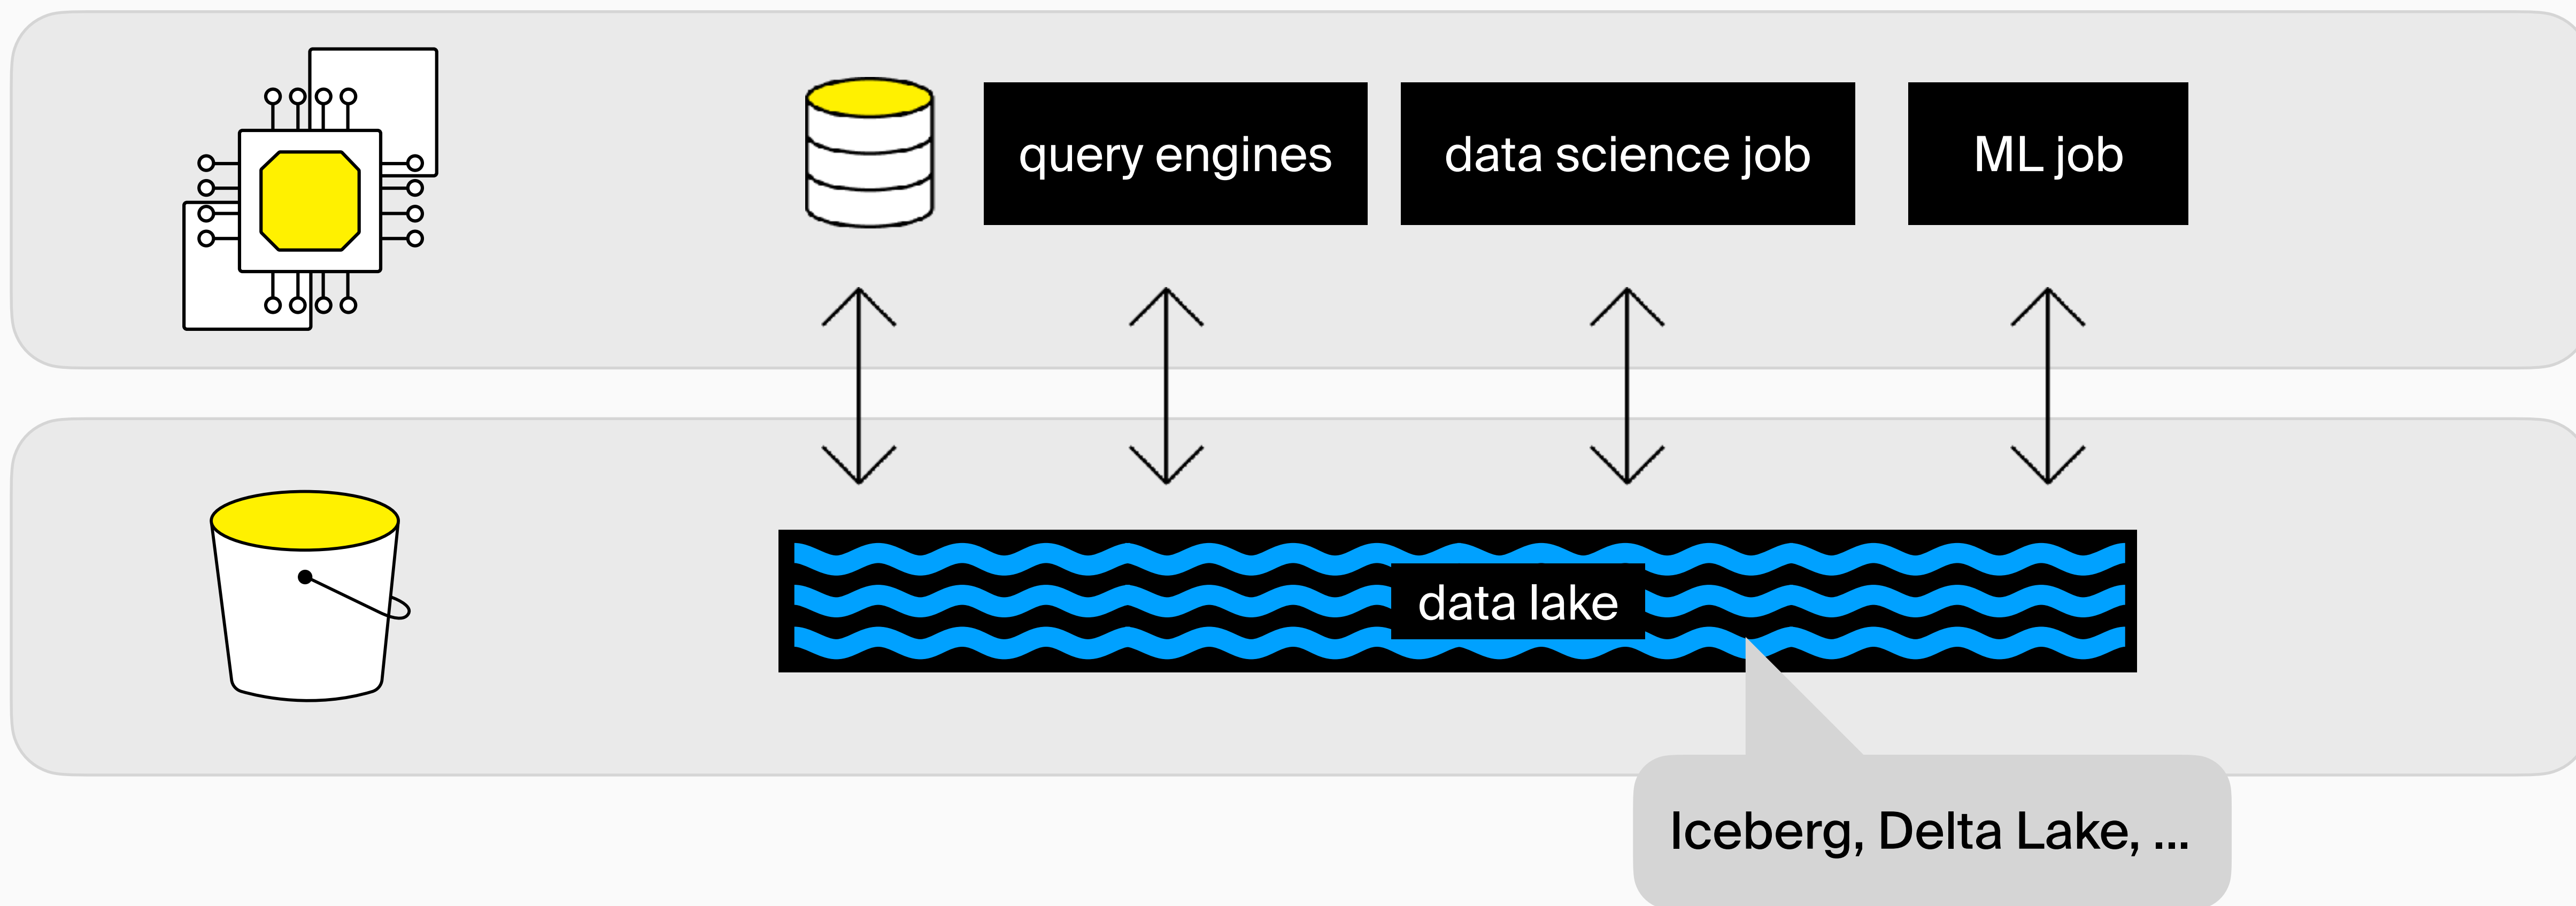 query engines
data science job
ML job
data lake
Iceberg, Delta Lake, ...